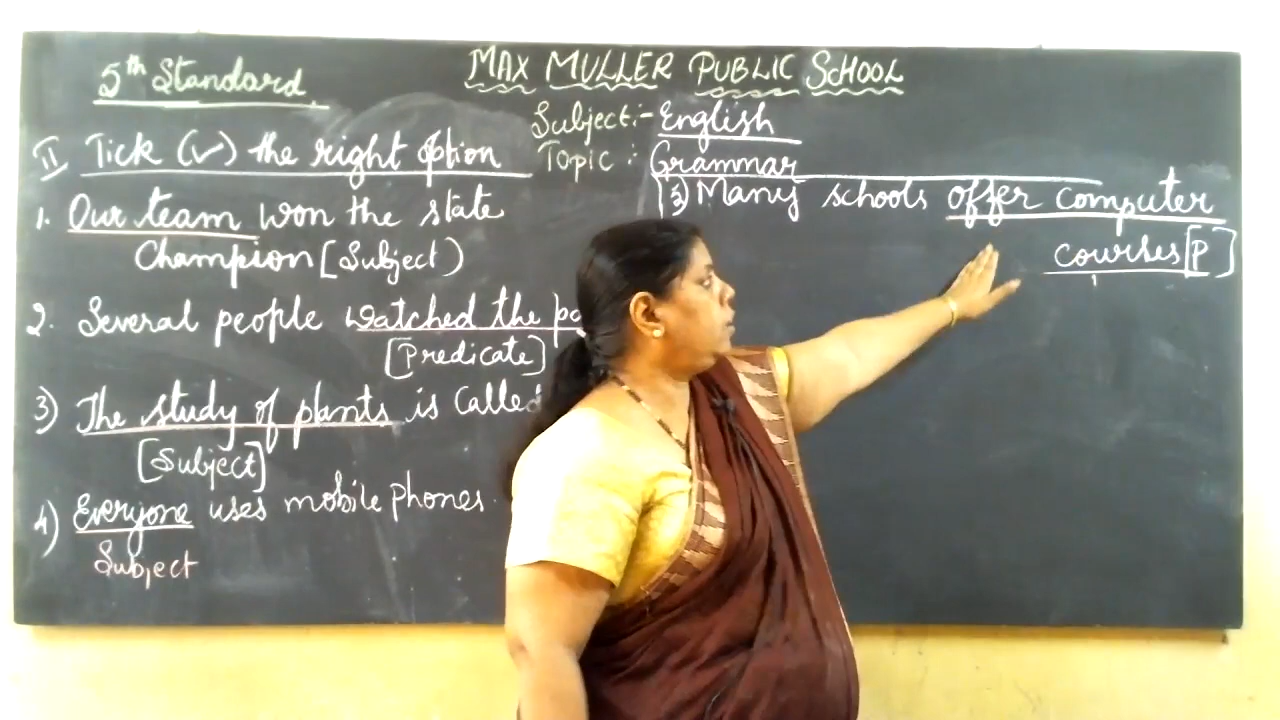 5th Standard
MAX MULLER PUBLIC SCHOOL
Subject:- English
Topic :- Grammar
II Tick (✓) the right option
1. Our team won the state
Champion [Subject)
2. Several people watched the
[Predicate]
3) The study of plants is Called
[Subject]
4) Everyone uses mobile phones.
Subject
5) Many schools offer computer
courses [P]